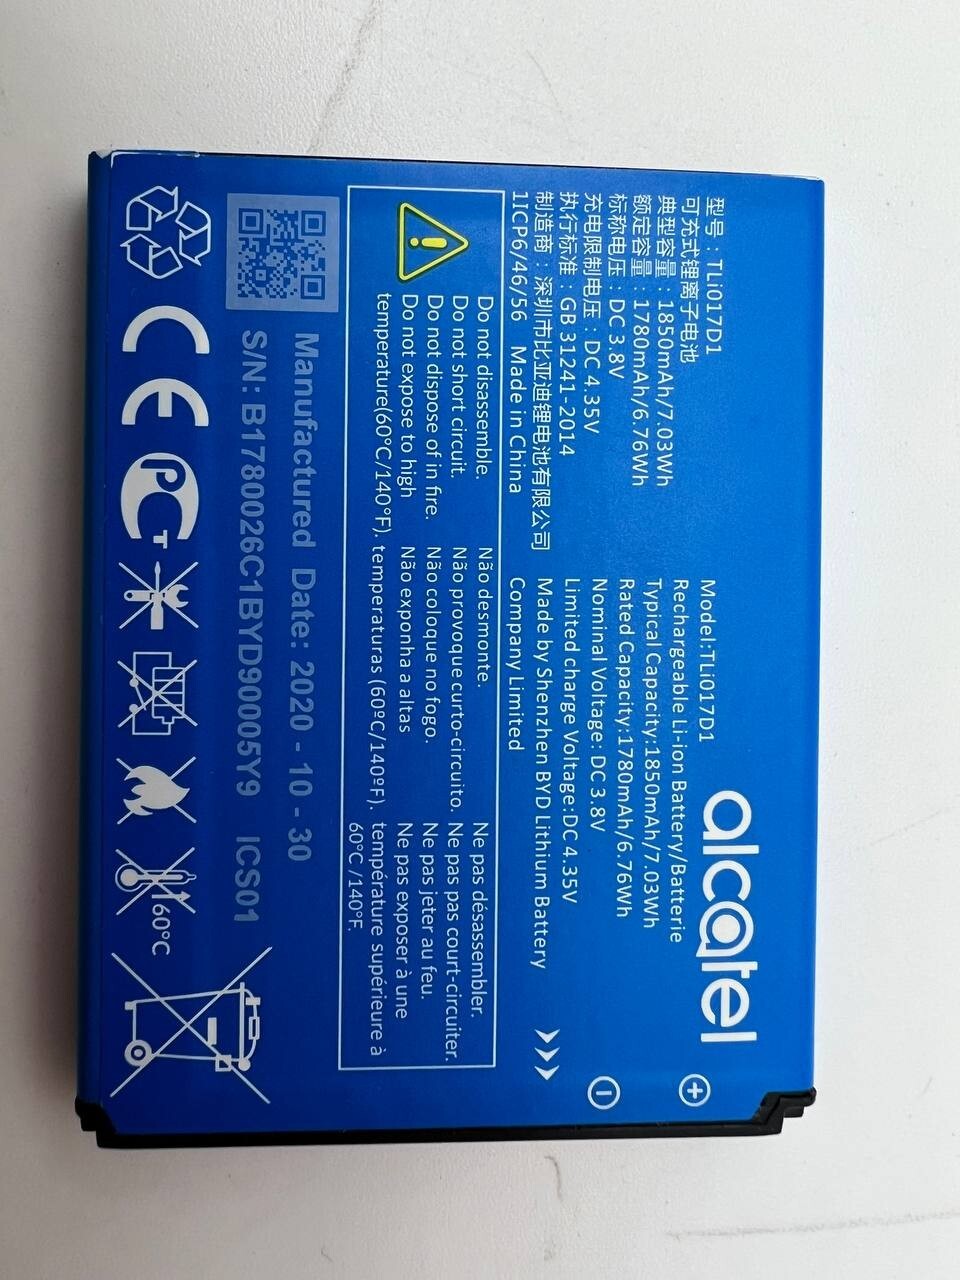 alcatel
型号：TLi017D1
可充式锂离子电池
典型容量：1850mAh/7.03Wh
额定容量：1780mAh/6.76Wh
标称电压：DC 3.8V
充电限制电压：DC 4.35V
执行标准：GB 31241-2014
制造商：深圳市比亚迪锂电池有限公司
1ICP6/46/56 Made in China
Model:TLi017D1
Rechargeable Li-ion Battery/Batterie
Typical Capacity:1850mAh/7.03Wh
Rated Capacity:1780mAh/6.76Wh
Nominal Voltage: DC 3.8V
Limited charge Voltage:DC 4.35V
Made by Shenzhen BYD Lithium Battery
Company Limited
Do not disassemble.
Do not short circuit.
Do not dispose of in fire.
Do not expose to high
temperature(60°C/140°F).
Não desmonte.
Não provoque curto-circuito.
Não coloque no fogo.
Não exponha a altas
temperaturas (60ºC/140ºF).
Ne pas désassembler.
Ne pas pas court-circuiter.
Ne pas jeter au feu.
Ne pas exposer à une
température supérieure à
60°C /140°F.
Manufactured Date: 2020 - 10 - 30
S/N: B1780026C1BYD90005Y9 ICS01
60°C